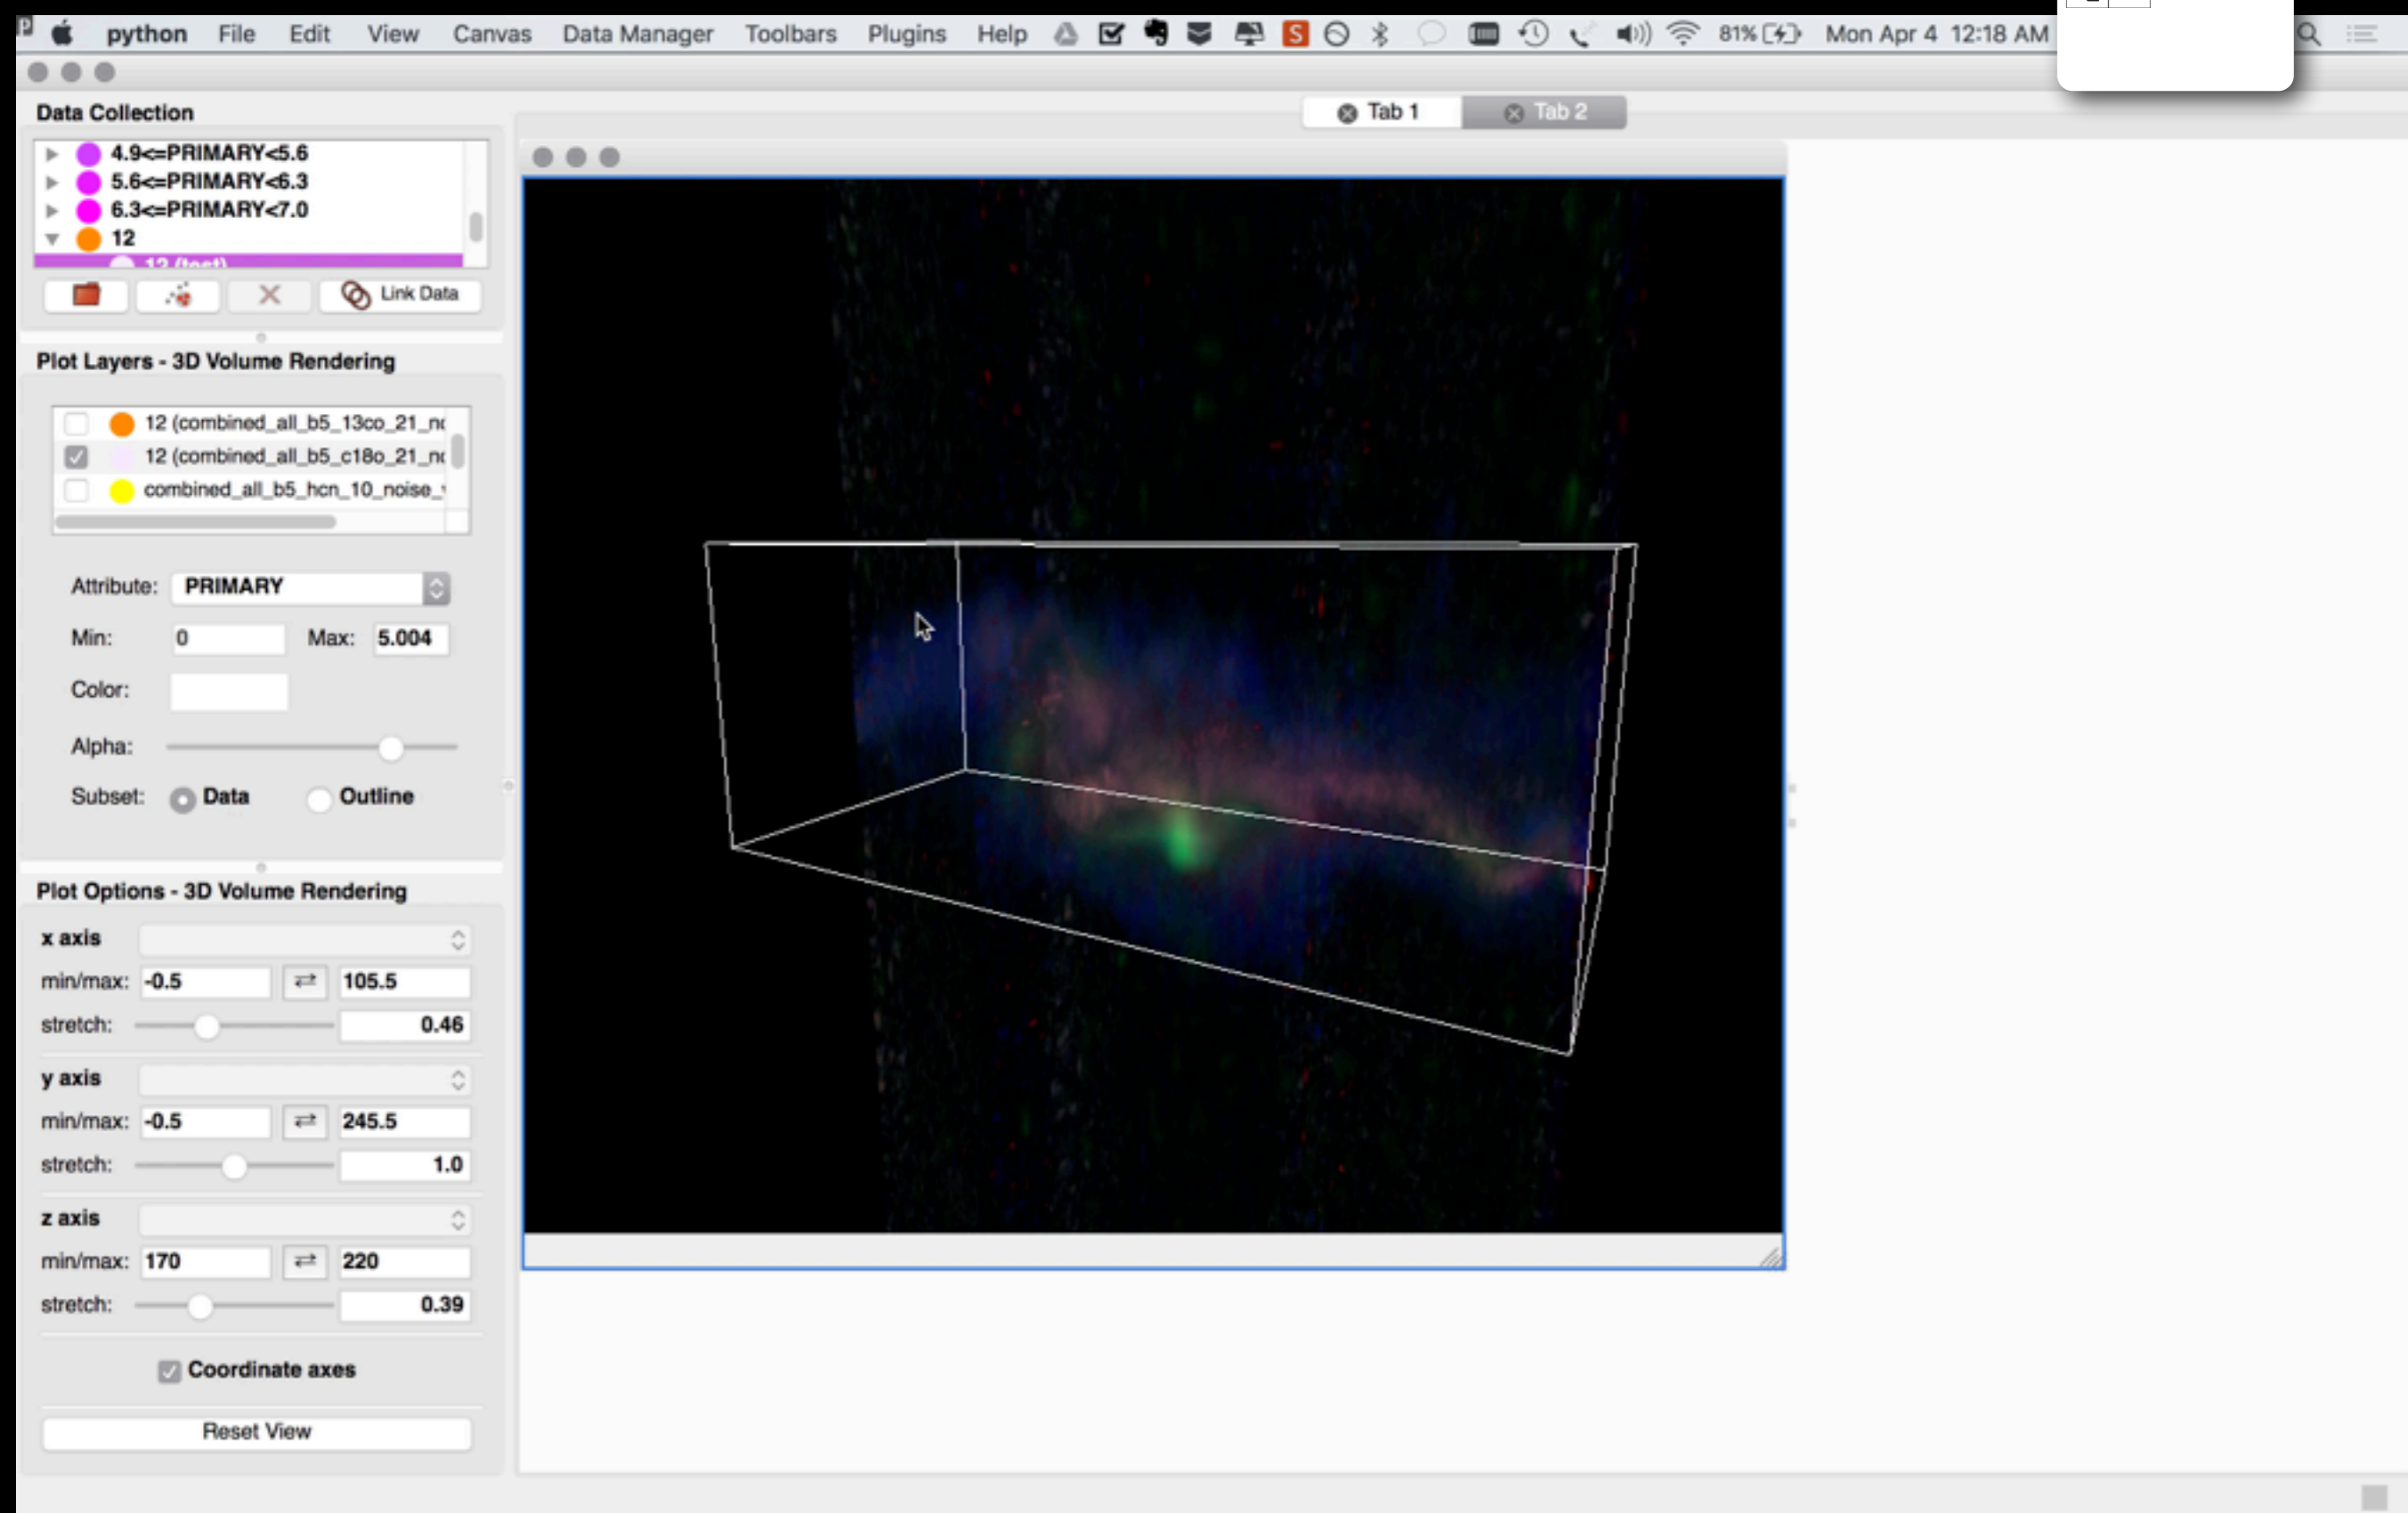 python File Edit View Canvas Data Manager Toolbars Plugins Help S 81% Mon Apr 4 12:18 AM
Data Collection
Tab 1 Tab 2
4.9<=PRIMARY<5.6
5.6<=PRIMARY<6.3
6.3<=PRIMARY<7.0
12
12 (test)
Link Data
Plot Layers - 3D Volume Rendering
12 (combined_all_b5_13co_21_no
12 (combined_all_b5_c18o_21_no
combined_all_b5_hcn_10_noise_
Attribute: PRIMARY
Min: 0 Max: 5.004
Color:
Alpha:
Subset: Data Outline
Plot Options - 3D Volume Rendering
x axis
min/max: -0.5 105.5
stretch: 0.46
y axis
min/max: -0.5 245.5
stretch: 1.0
z axis
min/max: 170 220
stretch: 0.39
Coordinate axes
Reset View